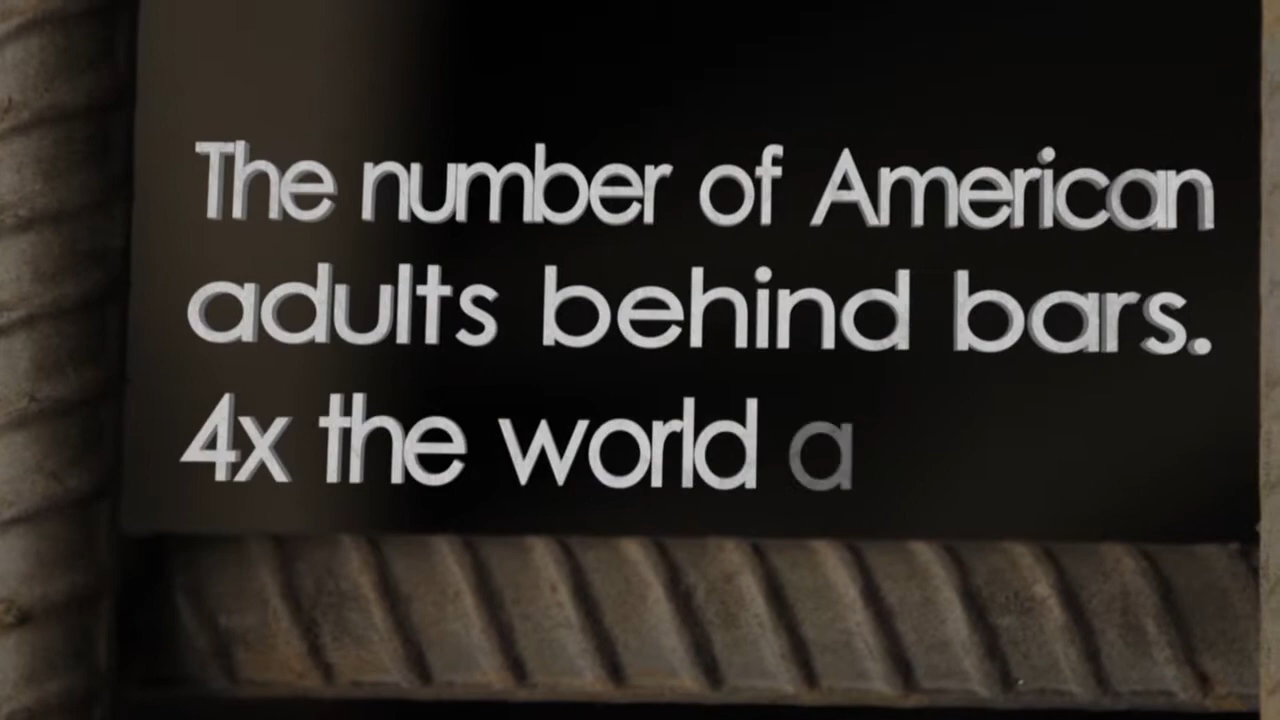 The number of American
adults behind bars.
4x the world a